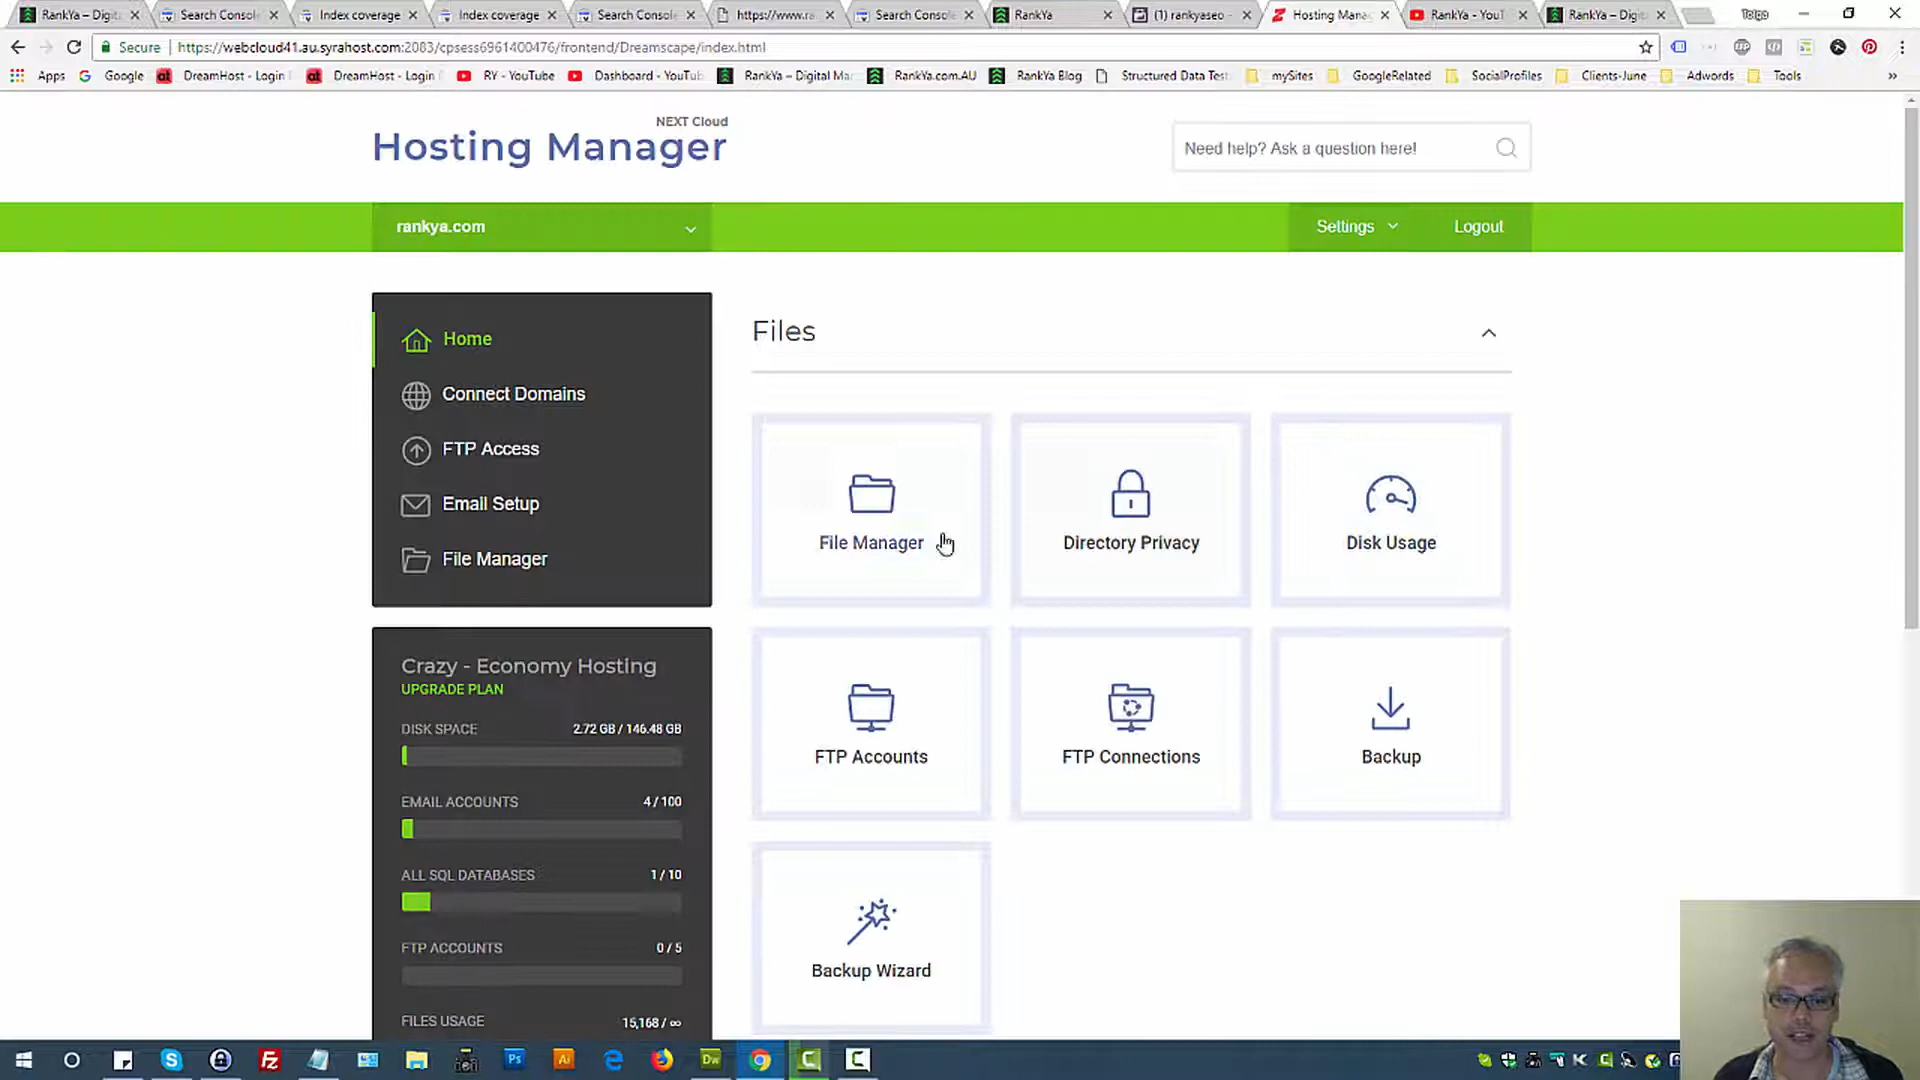 RankYa – Digit
Search Console
Index coverage
Index coverage
Search Console
https://www.ra
Search Console
RankYa
(1) rankyaseo -
Hosting Mana
RankYa - YouT
RankYa – Digit
Tolga
Secure
https://webcloud41.au.syrahost.com:2083/cpsess6961400476/frontend/Dreamscape/index.html
Apps
Google
DreamHost - Login
DreamHost - Login
RY - YouTube
Dashboard - YouTub
RankYa – Digital Ma
RankYa.com.AU
RankYa Blog
Structured Data Test
mySites
GoogleRelated
SocialProfiles
Clients-June
Adwords
Tools
»
NEXT Cloud
Hosting Manager
Need help? Ask a question here!
rankya.com
Settings
Logout
Home
Connect Domains
FTP Access
Email Setup
File Manager
Crazy - Economy Hosting
UPGRADE PLAN
DISK SPACE 2.72 GB / 146.48 GB
EMAIL ACCOUNTS 4 / 100
ALL SQL DATABASES 1 / 10
FTP ACCOUNTS 0 / 5
FILES USAGE 15,168 / ∞
Files
File Manager
Directory Privacy
Disk Usage
FTP Accounts
FTP Connections
Backup
Backup Wizard